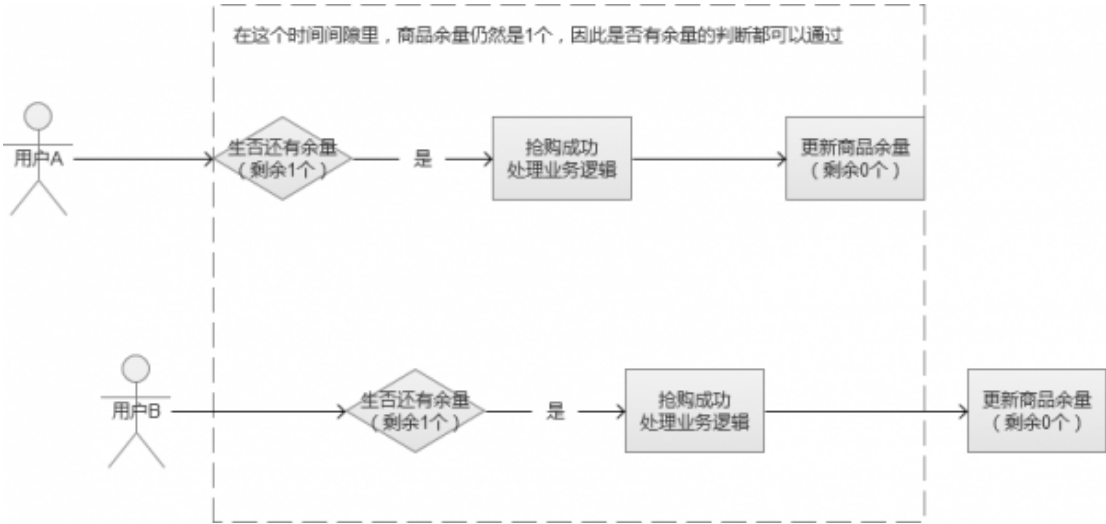 在这个时间间隙里，商品余量仍然是1个，因此是否有余量的判断都可以通过
用户A
生否还有余量
（剩余1个）
是
抢购成功
处理业务逻辑
更新商品余量
（剩余0个）
用户B
生否还有余量
（剩余1个）
是
抢购成功
处理业务逻辑
更新商品余量
（剩余0个）